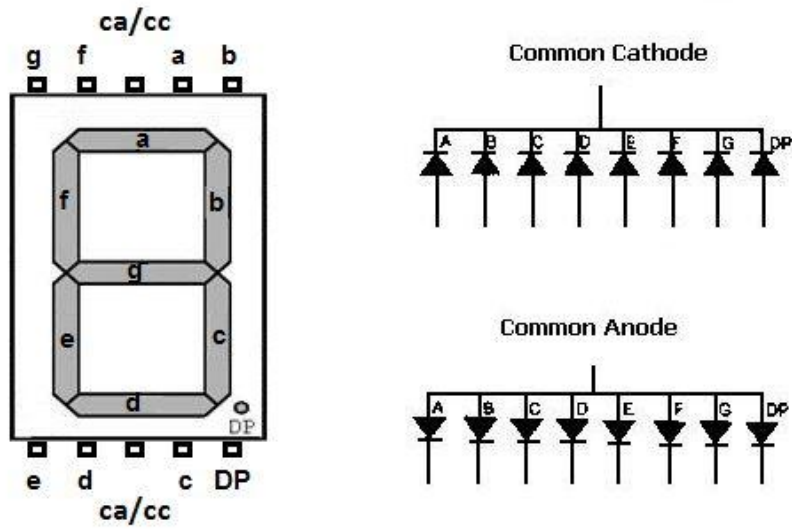 ca/cc
g f a b
a
f
b
g
e
c
d
DP
e d c DP
ca/cc
Common Cathode
A B C D E F G DP
Common Anode
A B C D E F G DP